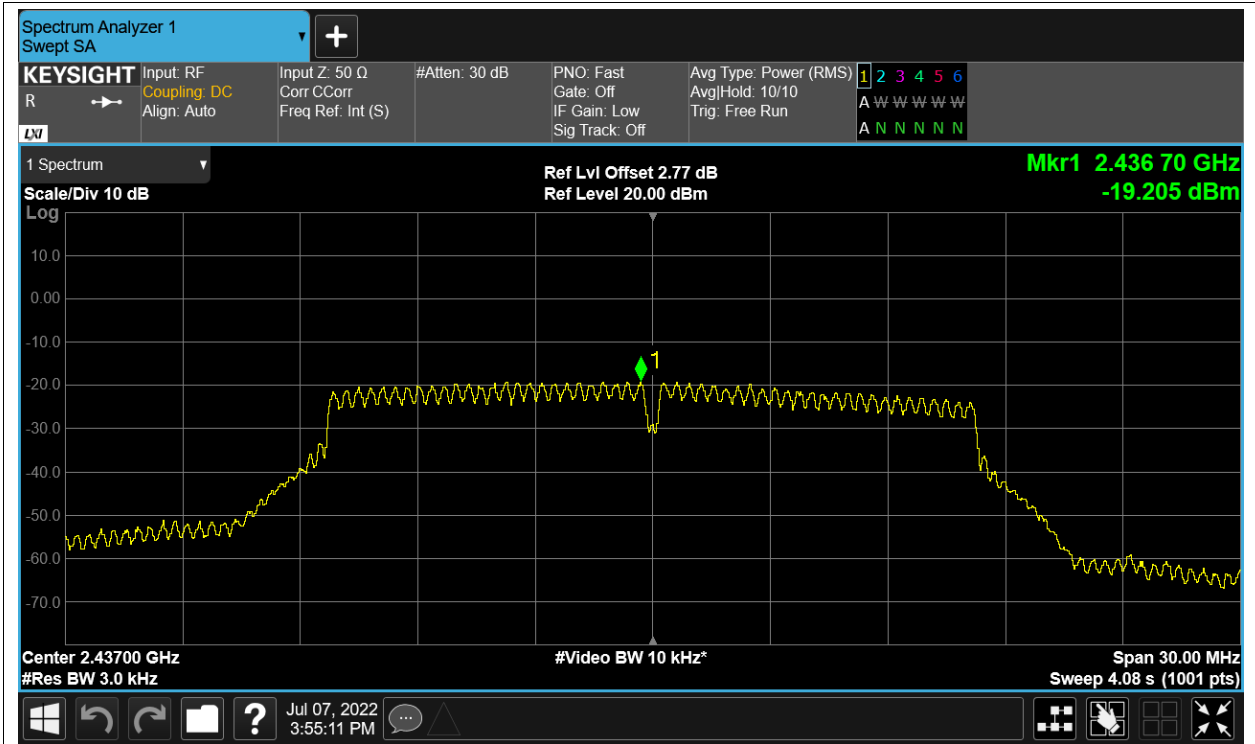 Spectrum Analyzer 1
Swept SA
KEYSIGHT
R
LXI
Input: RF
Coupling: DC
Align: Auto
Input Z: 50 Ω
Corr CCorr
Freq Ref: Int (S)
#Atten: 30 dB
PNO: Fast
Gate: Off
IF Gain: Low
Sig Track: Off
Avg Type: Power (RMS)
Avg|Hold: 10/10
Trig: Free Run
1 2 3 4 5 6
A W W W W W
A N N N N N
1 Spectrum
Scale/Div 10 dB
Log
Ref Lvl Offset 2.77 dB
Ref Level 20.00 dBm
Mkr1 2.436 70 GHz
-19.205 dBm
10.0
0.00
-10.0
-20.0
-30.0
-40.0
-50.0
-60.0
-70.0
1
Center 2.43700 GHz
#Video BW 10 kHz*
Span 30.00 MHz
#Res BW 3.0 kHz
Sweep 4.08 s (1001 pts)
?
Jul 07, 2022
3:55:11 PM